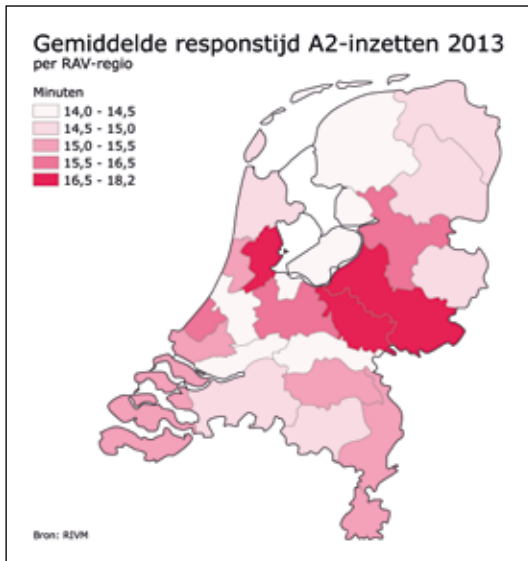 Gemiddelde responstijd A2-inzetten 2013
per RAV-regio
Minuten
14,0 - 14,5
14,5 - 15,0
15,0 - 15,5
15,5 - 16,5
16,5 - 18,2
Bron: RIVM